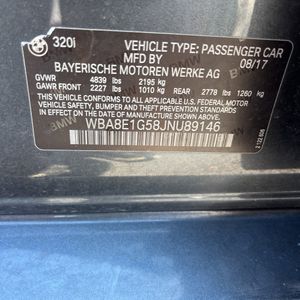 320i VEHICLE TYPE: PASSENGER CAR
MFD BY 08/17
BAYERISCHE MOTOREN WERKE AG
GVWR 4839 lbs 2195 kg
GAWR FRONT 2227 lbs 1010 kg REAR 2778 lbs 1260 kg
THIS VEHICLE CONFORMS TO ALL APPLICABLE FEDERAL MOTOR
VEHICLE SAFETY, BUMPER AND THEFT PREVENTION STANDARDS
IN EFFECT ON THE DATE OF MANUFACTURE SHOWN ABOVE.
WBA8E1G58JNU89146
BMW